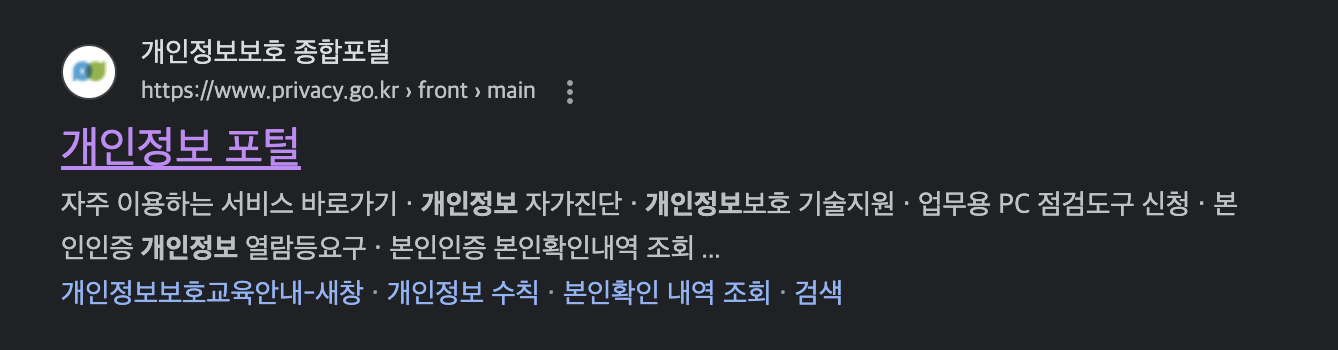 개인정보보호 종합포털
https://www.privacy.go.kr › front › main
개인정보 포털
자주 이용하는 서비스 바로가기 · 개인정보 자가진단 · 개인정보보호 기술지원 · 업무용 PC 점검도구 신청 · 본
인인증 개인정보 열람등요구 · 본인인증 본인확인내역 조회 ...
개인정보보호교육안내-새창 · 개인정보 수칙 · 본인확인 내역 조회 · 검색